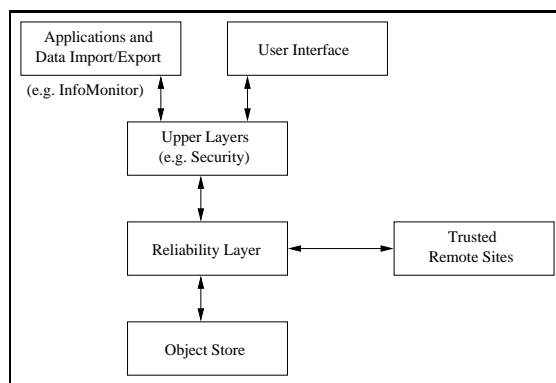 Applications and
Data Import/Export
(e.g. InfoMonitor)
User Interface
Upper Layers
(e.g. Security)
Reliability Layer
Trusted
Remote Sites
Object Store